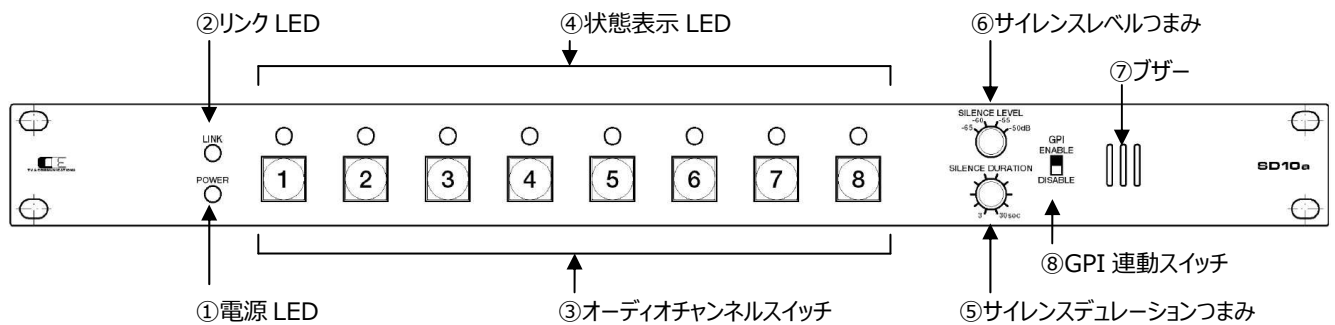 ②リンク LED
④状態表示 LED
⑥サイレンスレベルつまみ
⑦ブザー
SILENCE LEVEL
-60 -55
-65 -50dB
GPI
ENABLE
LINK
SILENCE DURATION
POWER
1 2 3 4 5 6 7 8
DISABLE
SD10a
3 30sec
⑧GPI 連動スイッチ
①電源 LED
③オーディオチャンネルスイッチ
⑤サイレンスデュレーションつまみ